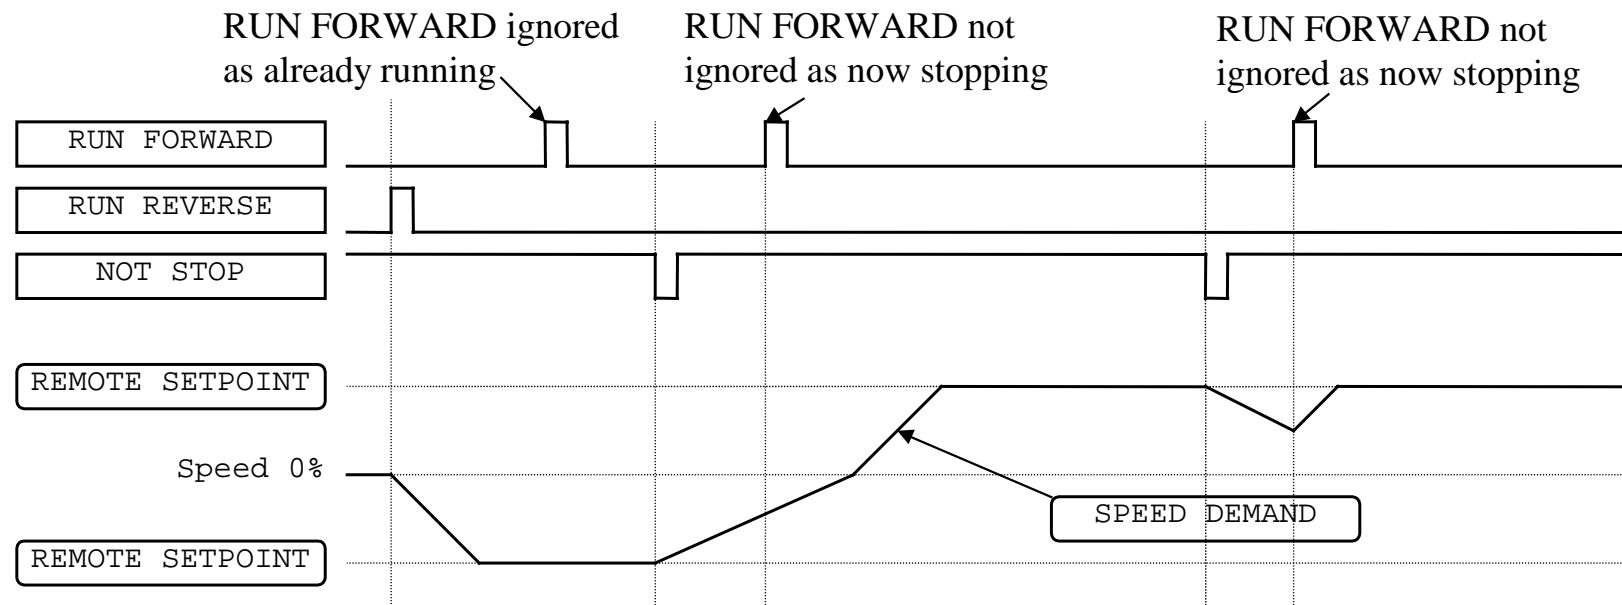 RUN FORWARD ignored
as already running
RUN FORWARD not
ignored as now stopping
RUN FORWARD not
ignored as now stopping
RUN FORWARD
RUN REVERSE
NOT STOP
REMOTE SETPOINT
Speed 0%
SPEED DEMAND
REMOTE SETPOINT